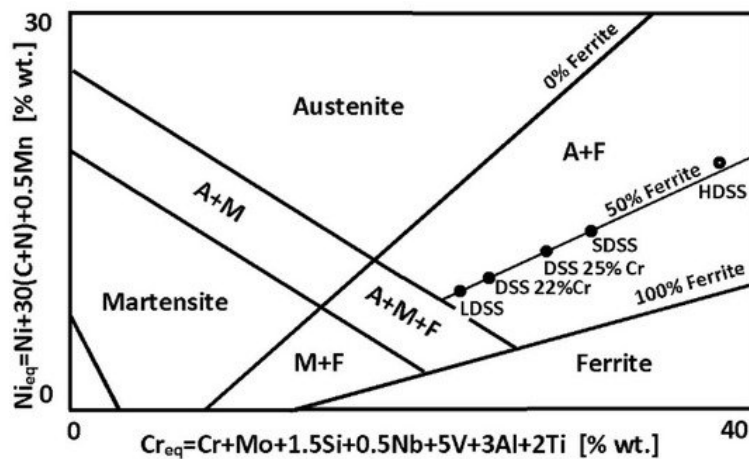 30
0% Ferrite
Austenite
A+F
A+M
50% Ferrite
HDSS
SDSS
DSS 25% Cr
DSS 22%Cr
LDSS
100% Ferrite
Martensite
A+M+F
M+F
Ferrite
0
Ni_eq=Ni+30(C+N)+0.5Mn [% wt.]
0
40
Cr_eq=Cr+Mo+1.5Si+0.5Nb+5V+3Al+2Ti [% wt.]